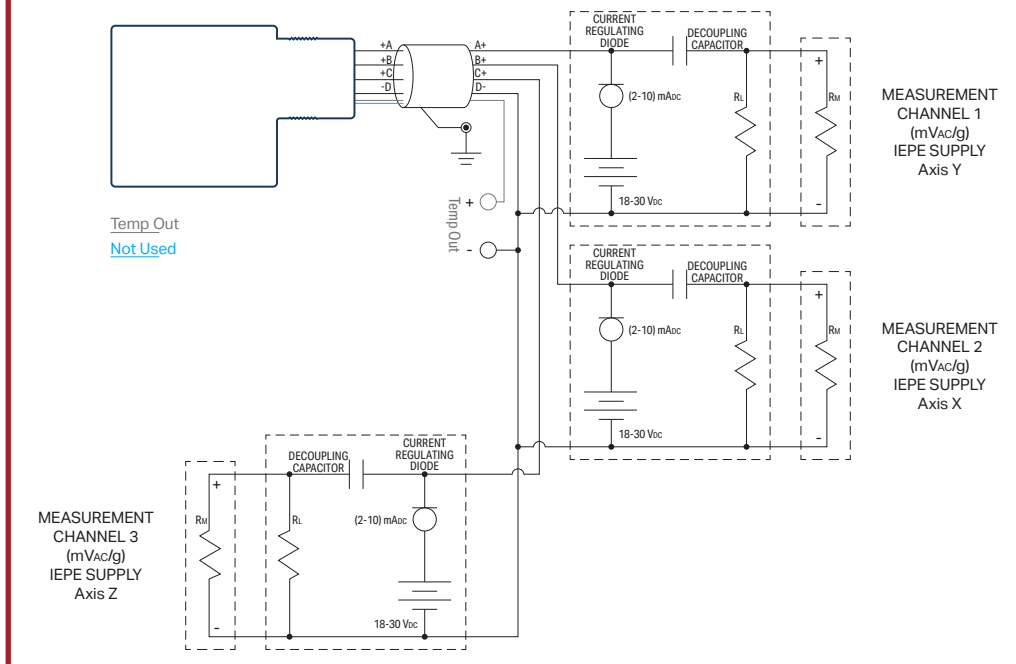 +A
+B
+C
-D
A+
B+
C+
D-
Temp Out
Not Used
+
Temp Out
-
CURRENT
REGULATING
DIODE
DECOUPLING
CAPACITOR
(2-10) mADC
18-30 VDC
RL
+
RM
-
MEASUREMENT
CHANNEL 1
(mVAC/g)
IEPE SUPPLY
Axis Y
CURRENT
REGULATING
DIODE
DECOUPLING
CAPACITOR
(2-10) mADC
18-30 VDC
RL
+
RM
-
MEASUREMENT
CHANNEL 2
(mVAC/g)
IEPE SUPPLY
Axis X
MEASUREMENT
CHANNEL 3
(mVAC/g)
IEPE SUPPLY
Axis Z
+
RM
-
DECOUPLING
CAPACITOR
RL
CURRENT
REGULATING
DIODE
(2-10) mADC
18-30 VDC